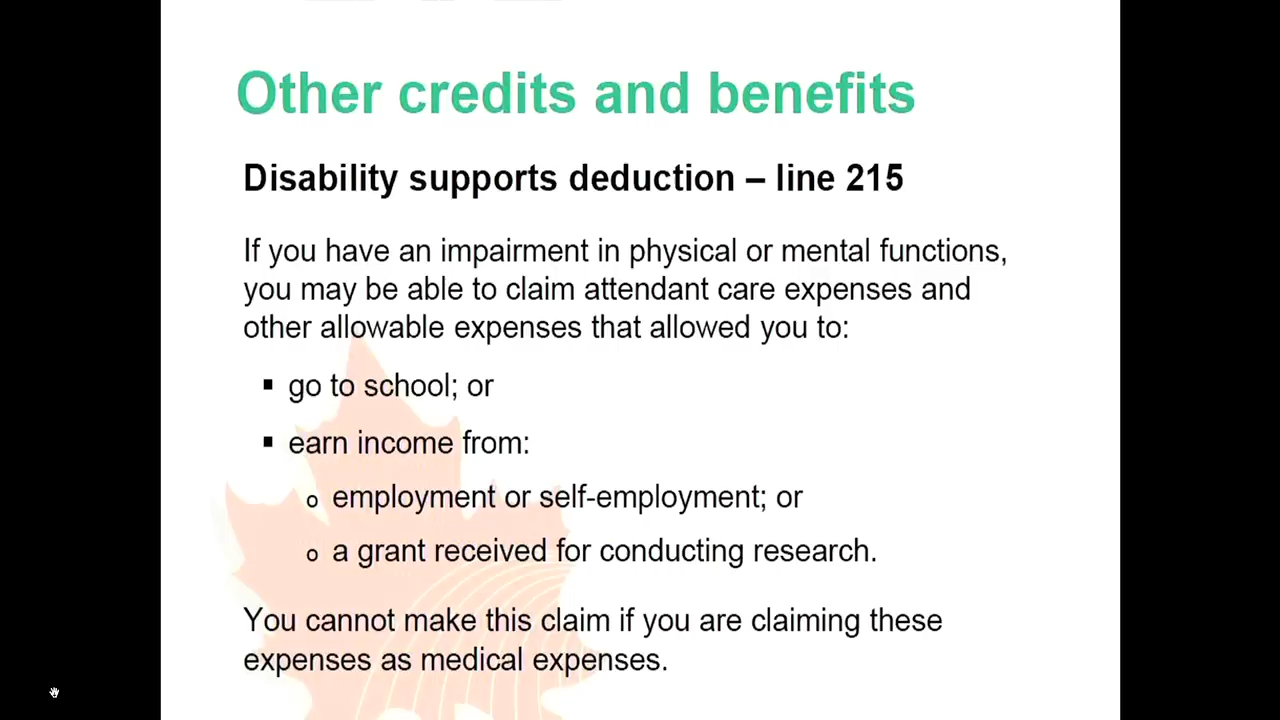 Other credits and benefits
Disability supports deduction – line 215
If you have an impairment in physical or mental functions,
you may be able to claim attendant care expenses and
other allowable expenses that allowed you to:
▪ go to school; or
▪ earn income from:
o employment or self-employment; or
o a grant received for conducting research.
You cannot make this claim if you are claiming these
expenses as medical expenses.